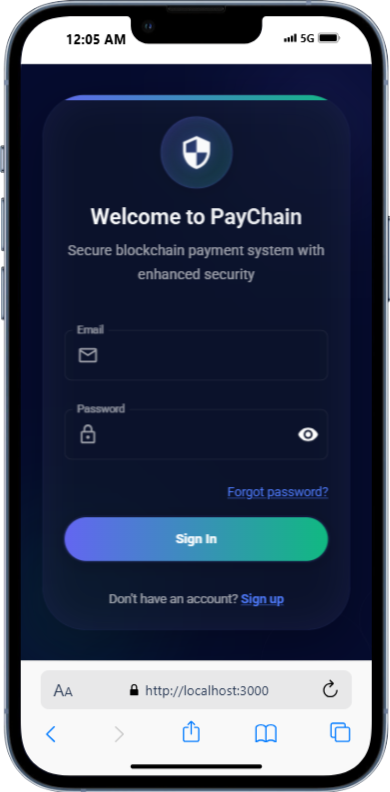 12:05 AM 5G
Welcome to PayChain
Secure blockchain payment system with
enhanced security
Email
Password
Forgot password?
Sign In
Don't have an account? Sign up
AA http://localhost:3000